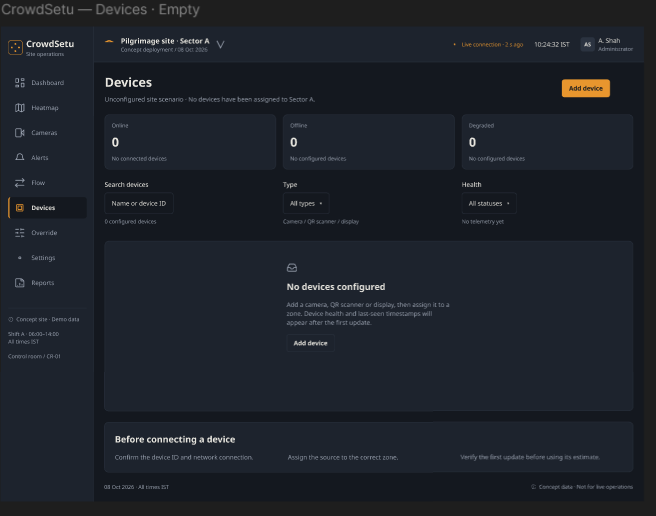 CrowdSetu — Devices · Empty
CrowdSetu
Site operations
Pilgrimage site · Sector A
Concept deployment / 08 Oct 2026
Live connection · 2 s ago
10:24:32 IST
AS
A. Shah
Administrator
Dashboard
Heatmap
Cameras
Alerts
Flow
Devices
Override
Settings
Reports
Concept site · Demo data
Shift A · 06:00–14:00
All times IST
Control room / CR-01
Devices
Unconfigured site scenario · No devices have been assigned to Sector A.
Add device
Online
0
No connected devices
Offline
0
No configured devices
Degraded
0
No configured devices
Search devices
Name or device ID
0 configured devices
Type
All types
Camera / QR scanner / display
Health
All statuses
No telemetry yet
No devices configured
Add a camera, QR scanner or display, then assign it to a
zone. Device health and last-seen timestamps will
appear after the first update.
Add device
Before connecting a device
Confirm the device ID and network connection.
Assign the source to the correct zone.
Verify the first update before using its estimate.
08 Oct 2026 · All times IST
Concept data · Not for live operations